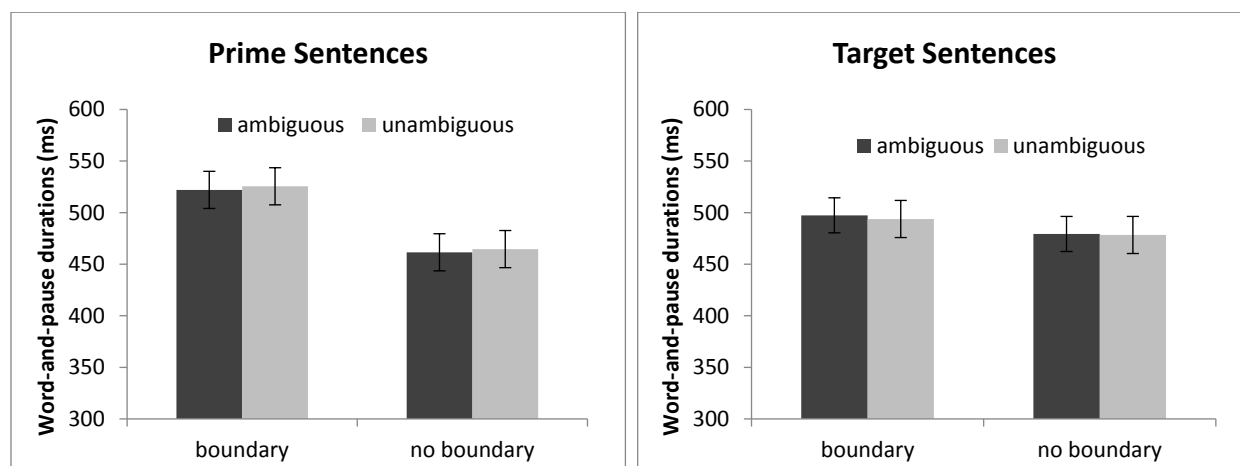 Prime Sentences
600
550
500
450
400
350
300
Word-and-pause durations (ms)
ambiguous unambiguous
boundary no boundary
Target Sentences
600
550
500
450
400
350
300
Word-and-pause durations (ms)
ambiguous unambiguous
boundary no boundary